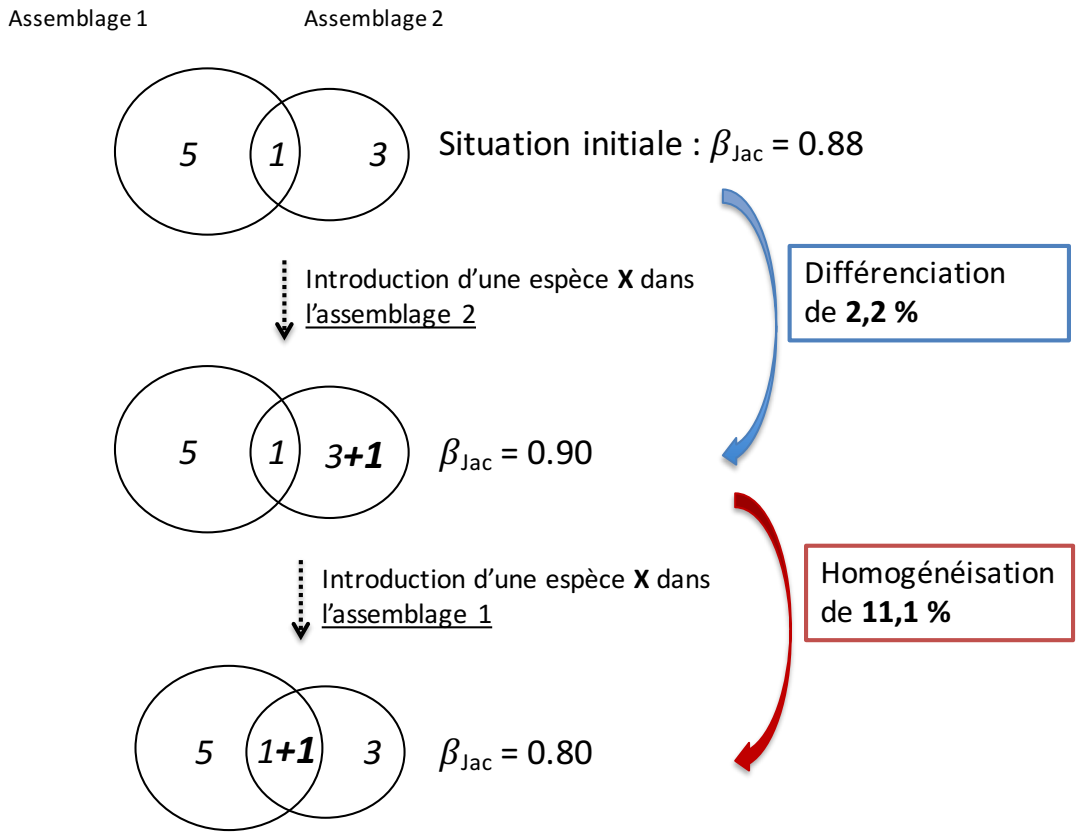 Assemblage 1
Assemblage 2
5 1 3
Situation initiale : βJac = 0.88
Introduction d’une espèce X dans
l’assemblage 2
Différenciation
de 2,2 %
5 1 3+1
βJac = 0.90
Introduction d’une espèce X dans
l’assemblage 1
Homogénéisation
de 11,1 %
5 1+1 3
βJac = 0.80